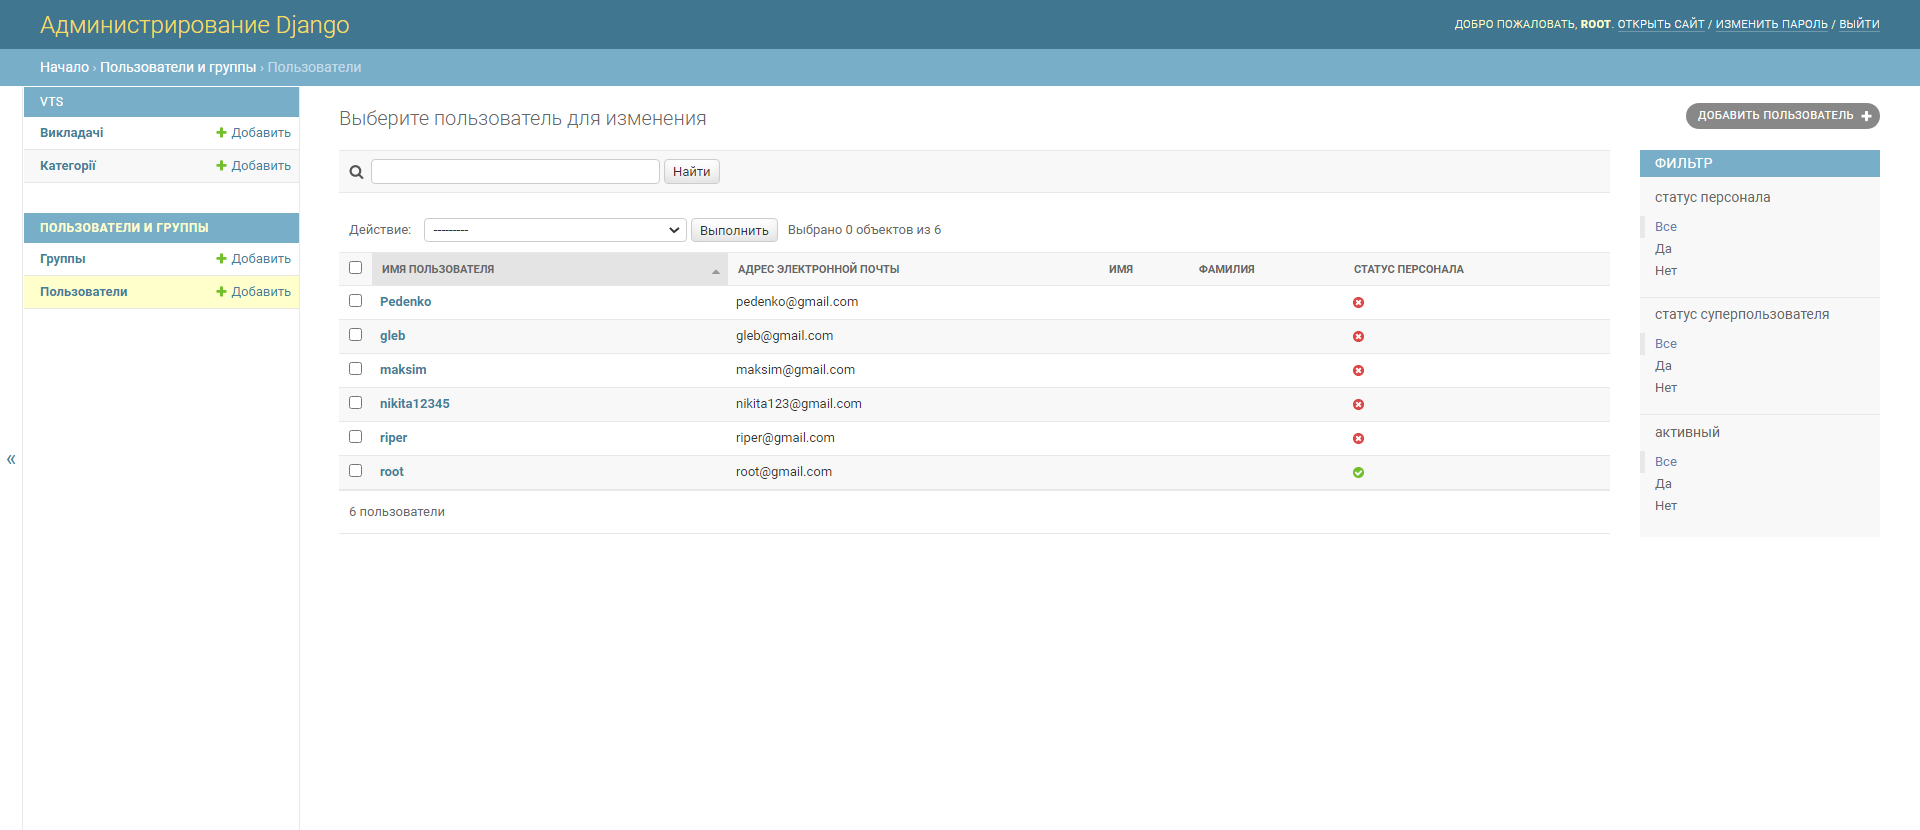 Администрирование Django
ДОБРО ПОЖАЛОВАТЬ, ROOT. ОТКРЫТЬ САЙТ / ИЗМЕНИТЬ ПАРОЛЬ / ВЫЙТИ
Начало › Пользователи и группы › Пользователи
VTS
Викладачі Добавить
Категорії Добавить
ПОЛЬЗОВАТЕЛИ И ГРУППЫ
Группы Добавить
Пользователи Добавить
«
Выберите пользователь для изменения
ДОБАВИТЬ ПОЛЬЗОВАТЕЛЬ +
Найти
Действие: --------- Выполнить Выбрано 0 объектов из 6
ИМЯ ПОЛЬЗОВАТЕЛЯ АДРЕС ЭЛЕКТРОННОЙ ПОЧТЫ ИМЯ ФАМИЛИЯ СТАТУС ПЕРСОНАЛА
Pedenko pedenko@gmail.com
gleb gleb@gmail.com
maksim maksim@gmail.com
nikita12345 nikita123@gmail.com
riper riper@gmail.com
root root@gmail.com
6 пользователи
ФИЛЬТР
статус персонала
Все
Да
Нет
статус суперпользователя
Все
Да
Нет
активный
Все
Да
Нет